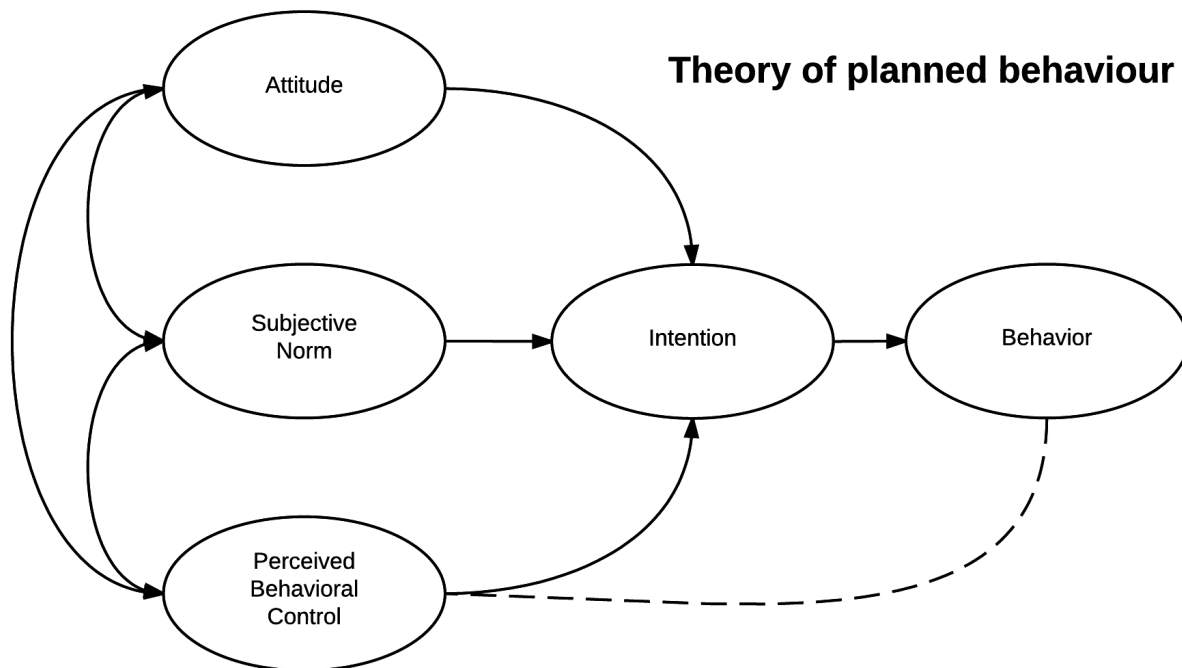 Theory of planned behaviour
Attitude
Subjective
Norm
Intention
Behavior
Perceived
Behavioral
Control